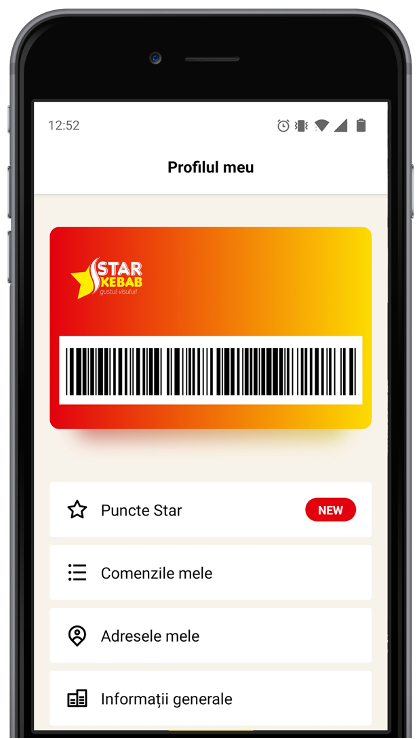 12:52
Profilul meu
STAR
KEBAB
gustul visului!
Puncte Star
NEW
Comenzile mele
Adresele mele
Informații generale